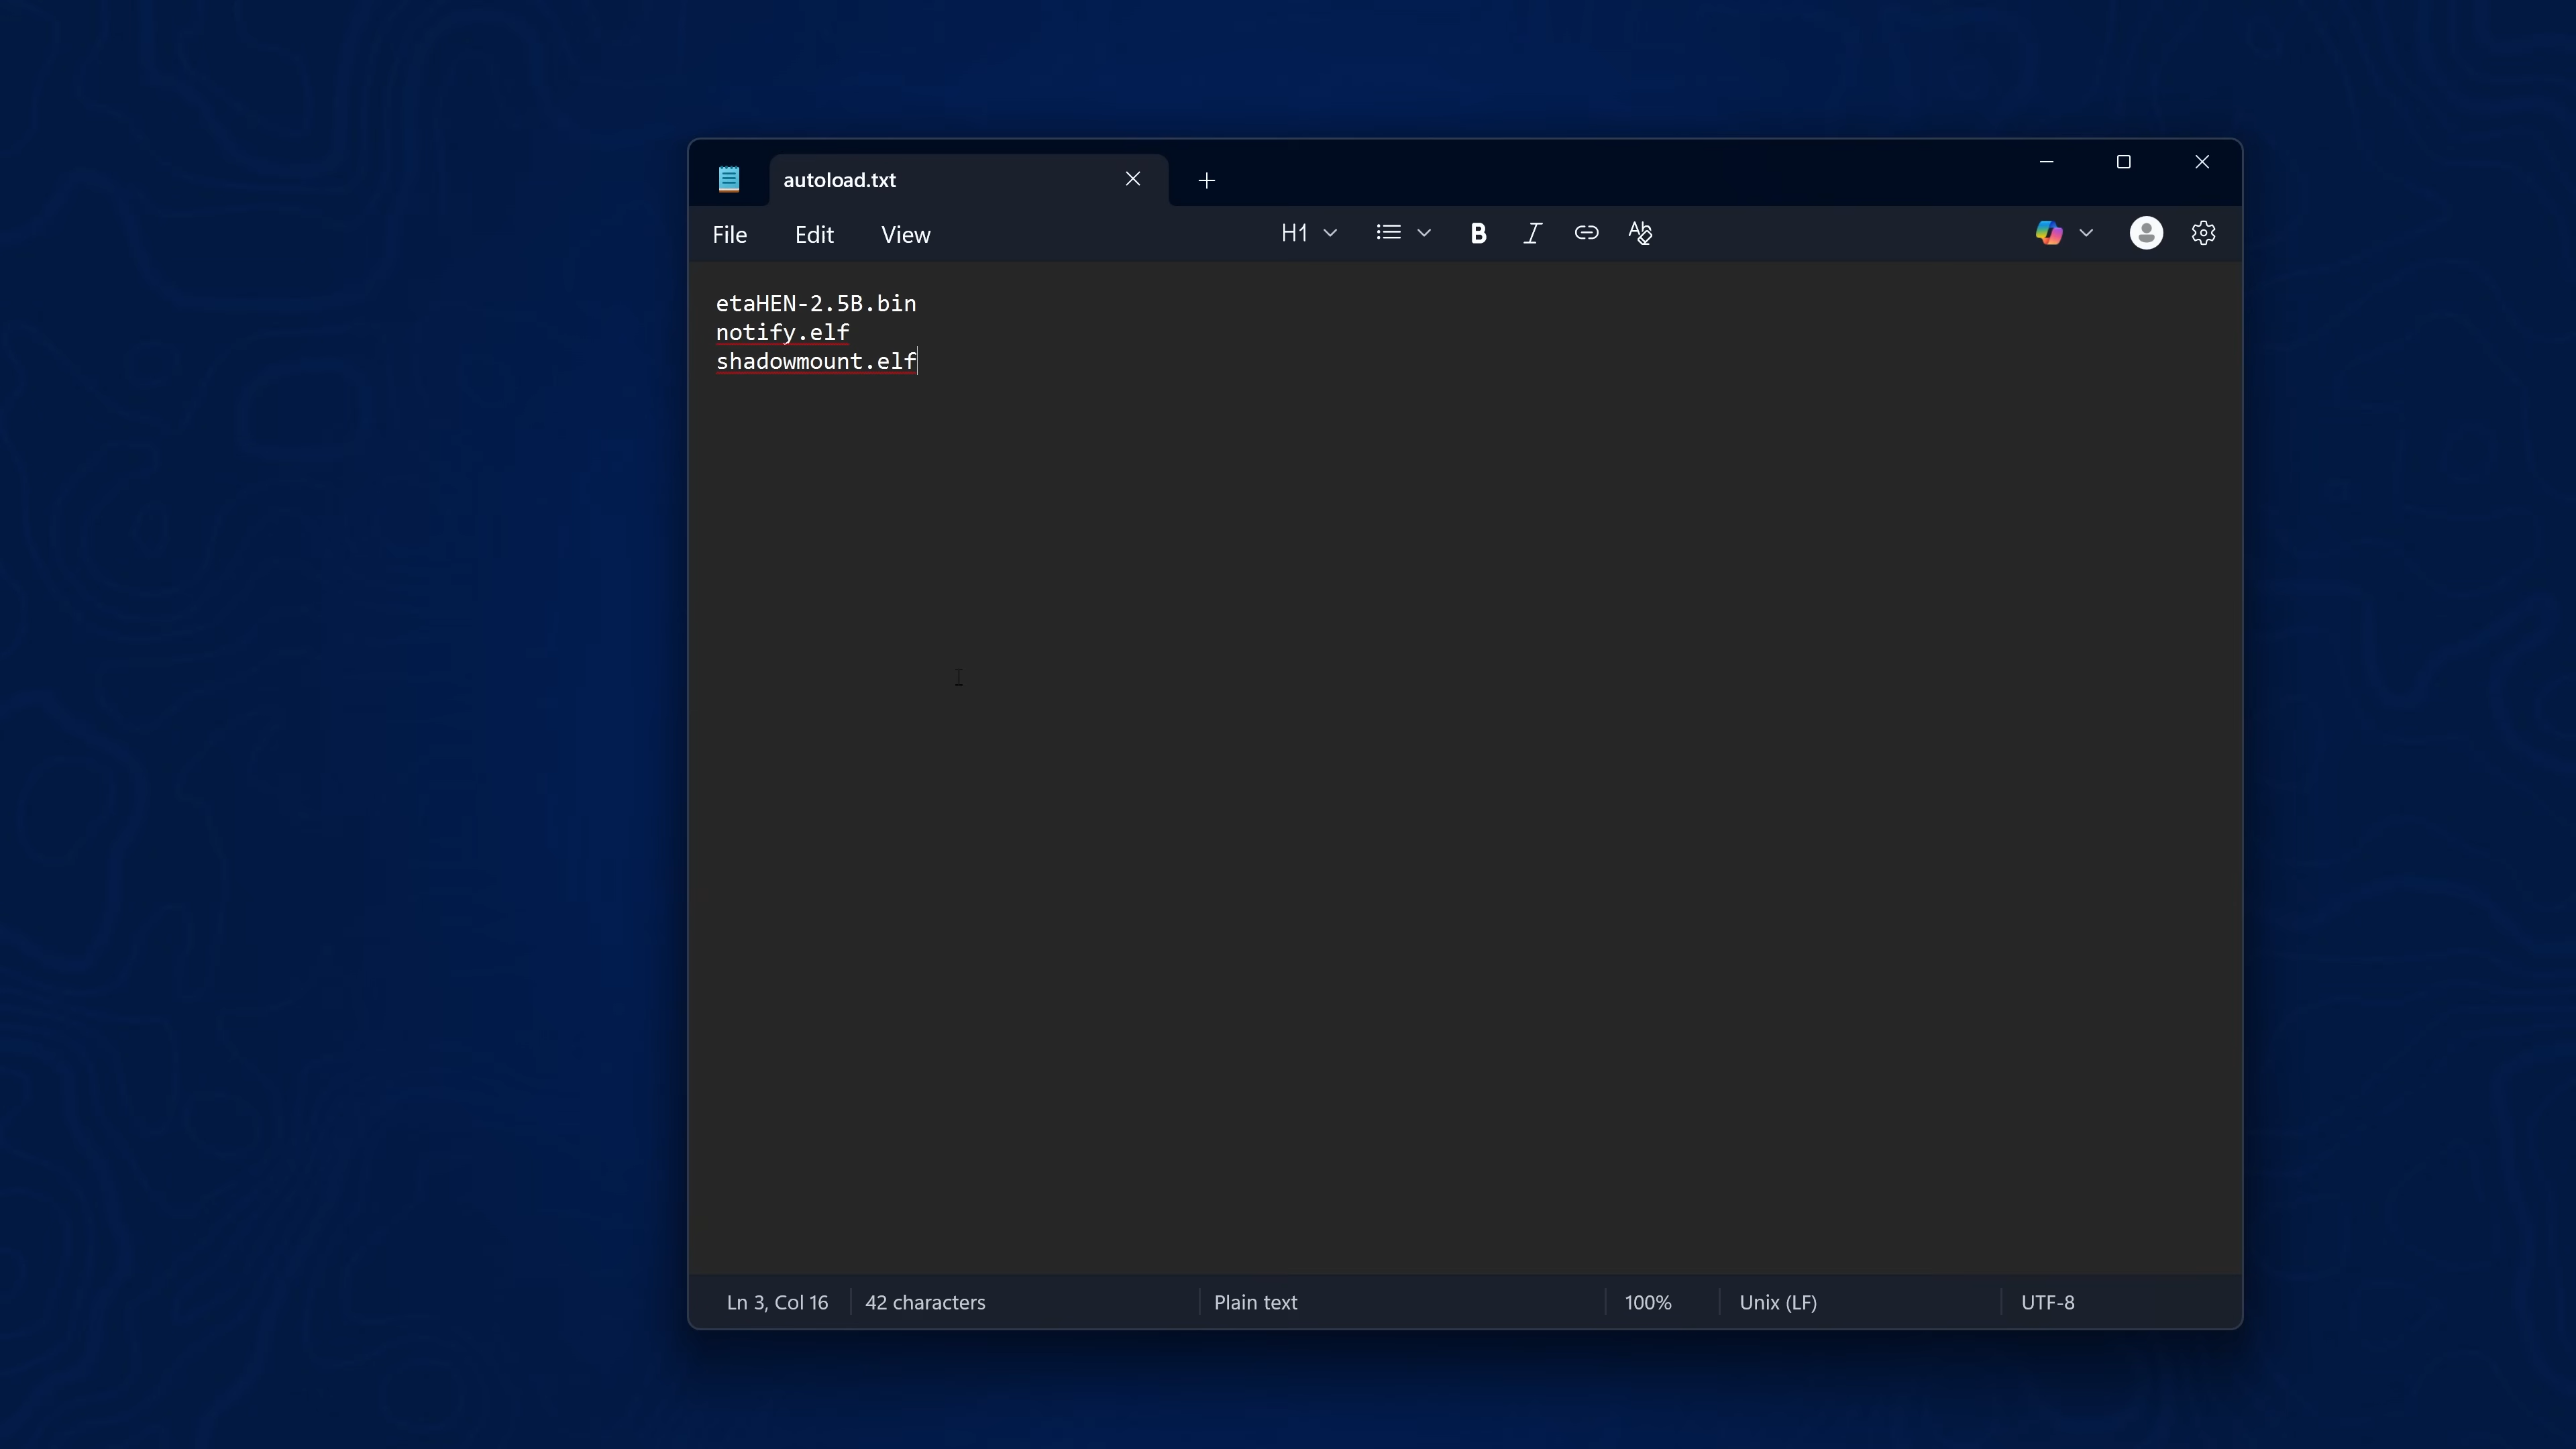 autoload.txt
File Edit View H1
etaHEN-2.5B.bin
notify.elf
shadowmount.elf
Ln 3, Col 16 42 characters Plain text 100% Unix (LF) UTF-8